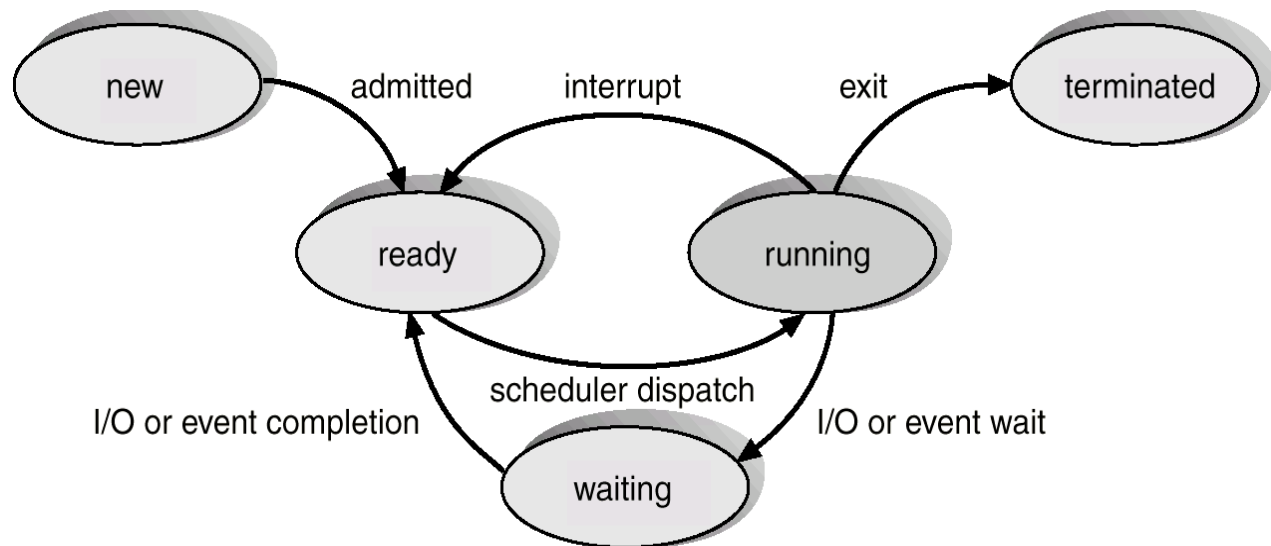 new
admitted
interrupt
exit
terminated
ready
running
scheduler dispatch
I/O or event completion
I/O or event wait
waiting